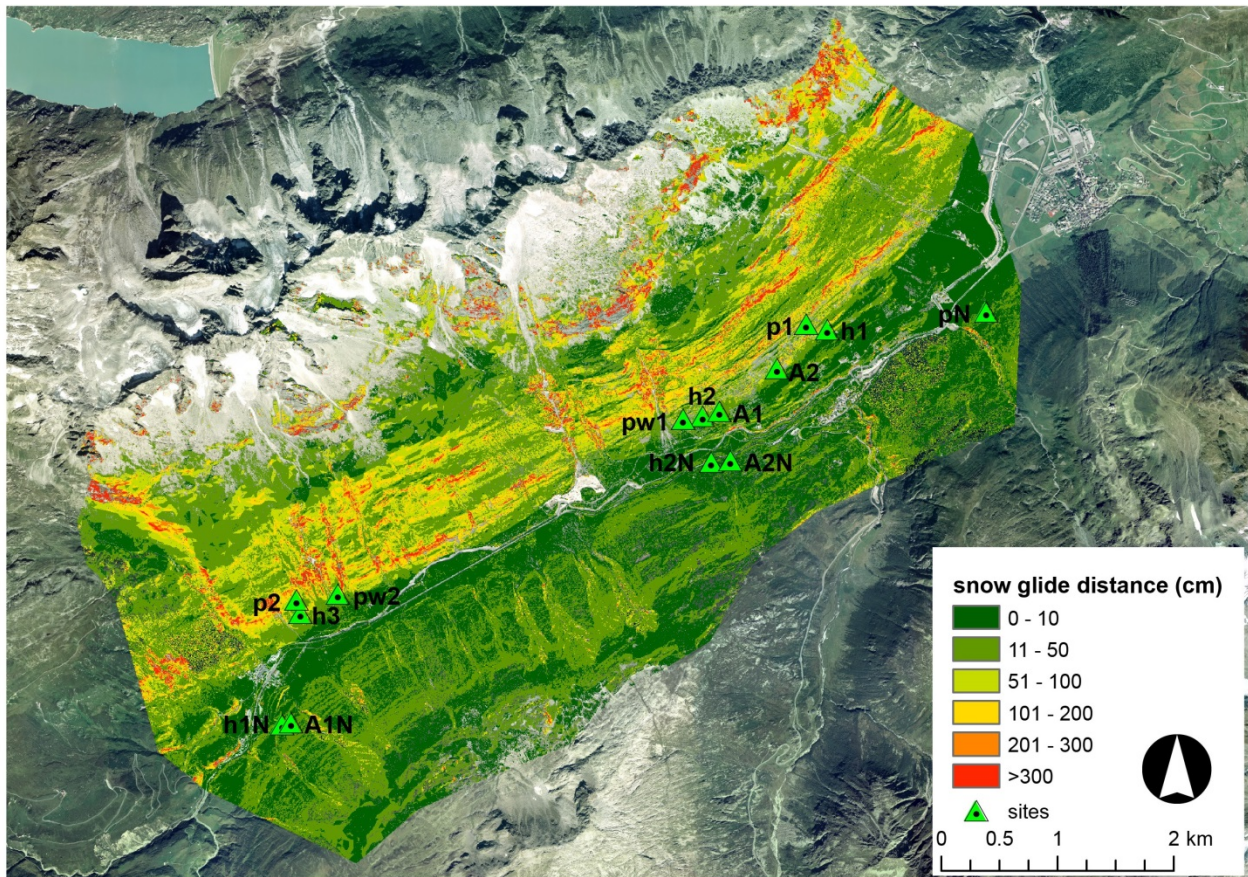 p1
h1
pN
A2
h2
pw1
A1
h2N
A2N
p2
pw2
h3
h1N
A1N
snow glide distance (cm)
0 - 10
11 - 50
51 - 100
101 - 200
201 - 300
>300
sites
0 0.5 1 2 km